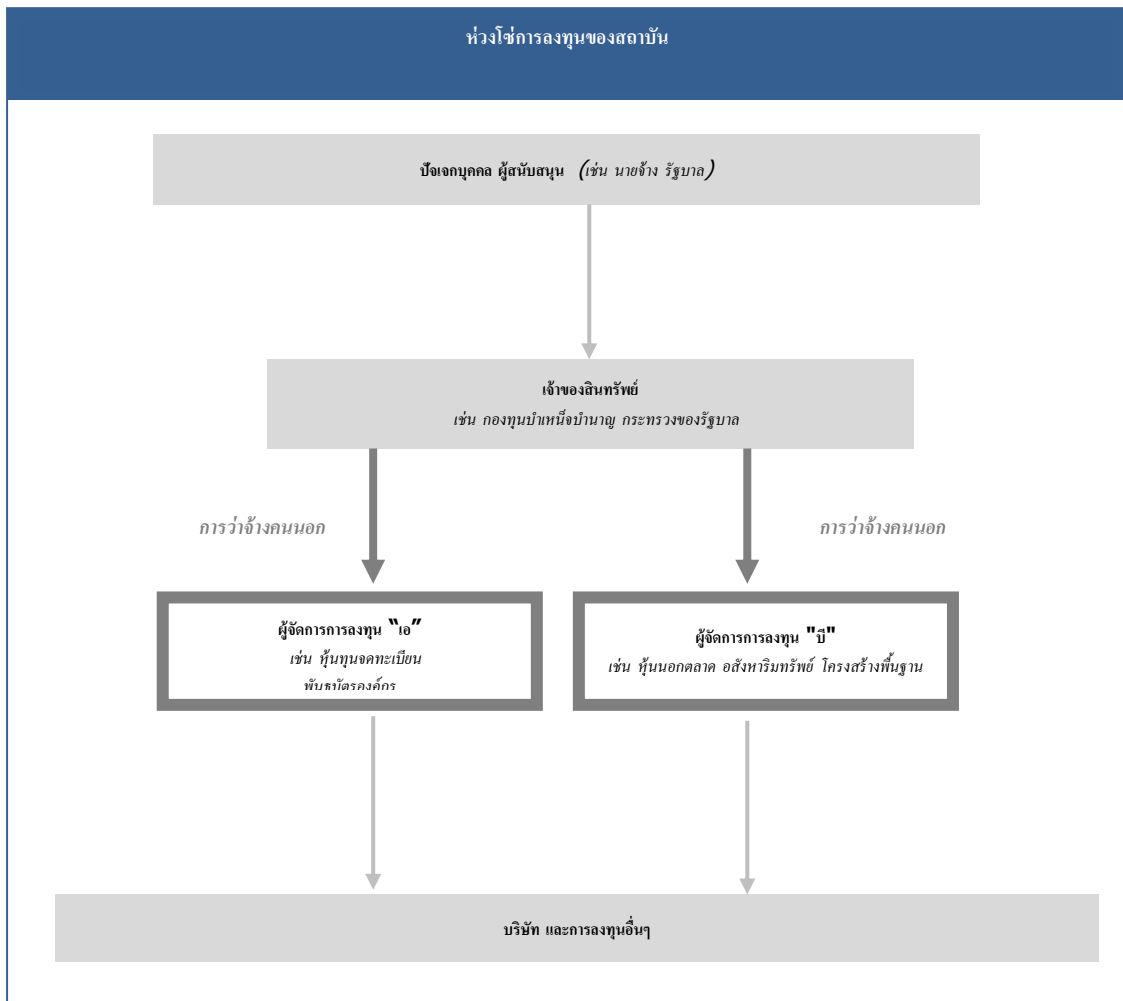 ห่วงโซ่การลงทุนของสถาบัน
ปัจเจกบุคคล ผู้สนับสนุน (เช่น นายจ้าง รัฐบาล)
เจ้าของสินทรัพย์
เช่น กองทุนบำเหน็จบำนาญ กระทรวงของรัฐบาล
การว่าจ้างคนนอก
การว่าจ้างคนนอก
ผู้จัดการการลงทุน “เอ”
เช่น หุ้นทุนจดทะเบียน
พันธบัตรองค์กร
ผู้จัดการการลงทุน "บี"
เช่น หุ้นนอกตลาด อสังหาริมทรัพย์ โครงสร้างพื้นฐาน
บริษัท และการลงทุนอื่นๆ